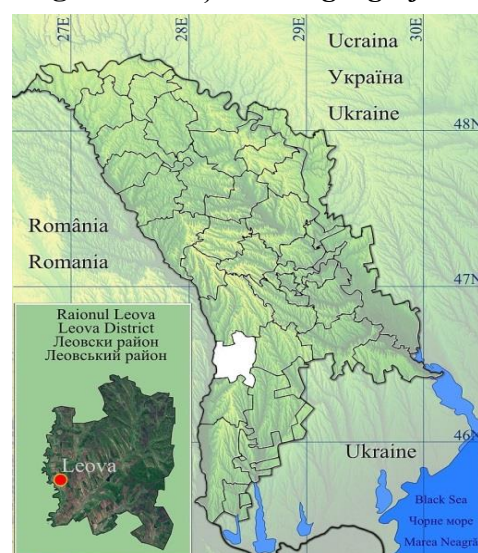 27E
28E
29E
30E
Ucraina
Україна
Ukraine
48N
România
Romania
47N
Raionul Leova
Leova District
Леовски район
Леовський район
Leova
46N
Ukraine
Black Sea
Чорне море
Marea Neagră